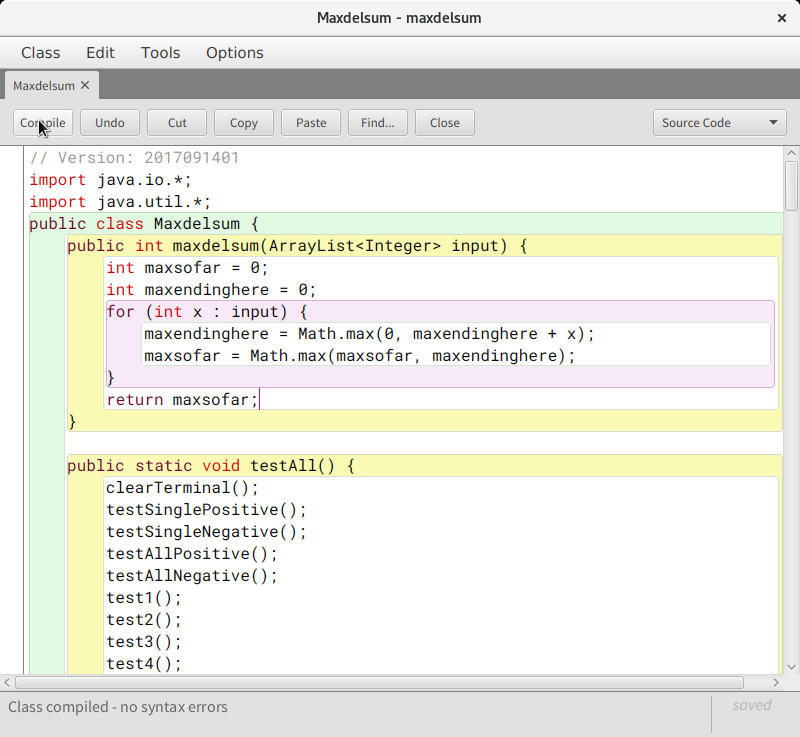 Maxdelsum - maxdelsum
Class Edit Tools Options
Maxdelsum
Compile Undo Cut Copy Paste Find... Close Source Code
// Version: 2017091401
import java.io.*;
import java.util.*;
public class Maxdelsum {
public int maxdelsum(ArrayList<Integer> input) {
int maxsofar = 0;
int maxendinghere = 0;
for (int x : input) {
maxendinghere = Math.max(0, maxendinghere + x);
maxsofar = Math.max(maxsofar, maxendinghere);
}
return maxsofar;
}
public static void testAll() {
clearTerminal();
testSinglePositive();
testSingleNegative();
testAllPositive();
testAllNegative();
test1();
test2();
test3();
test4();
Class compiled - no syntax errors
saved